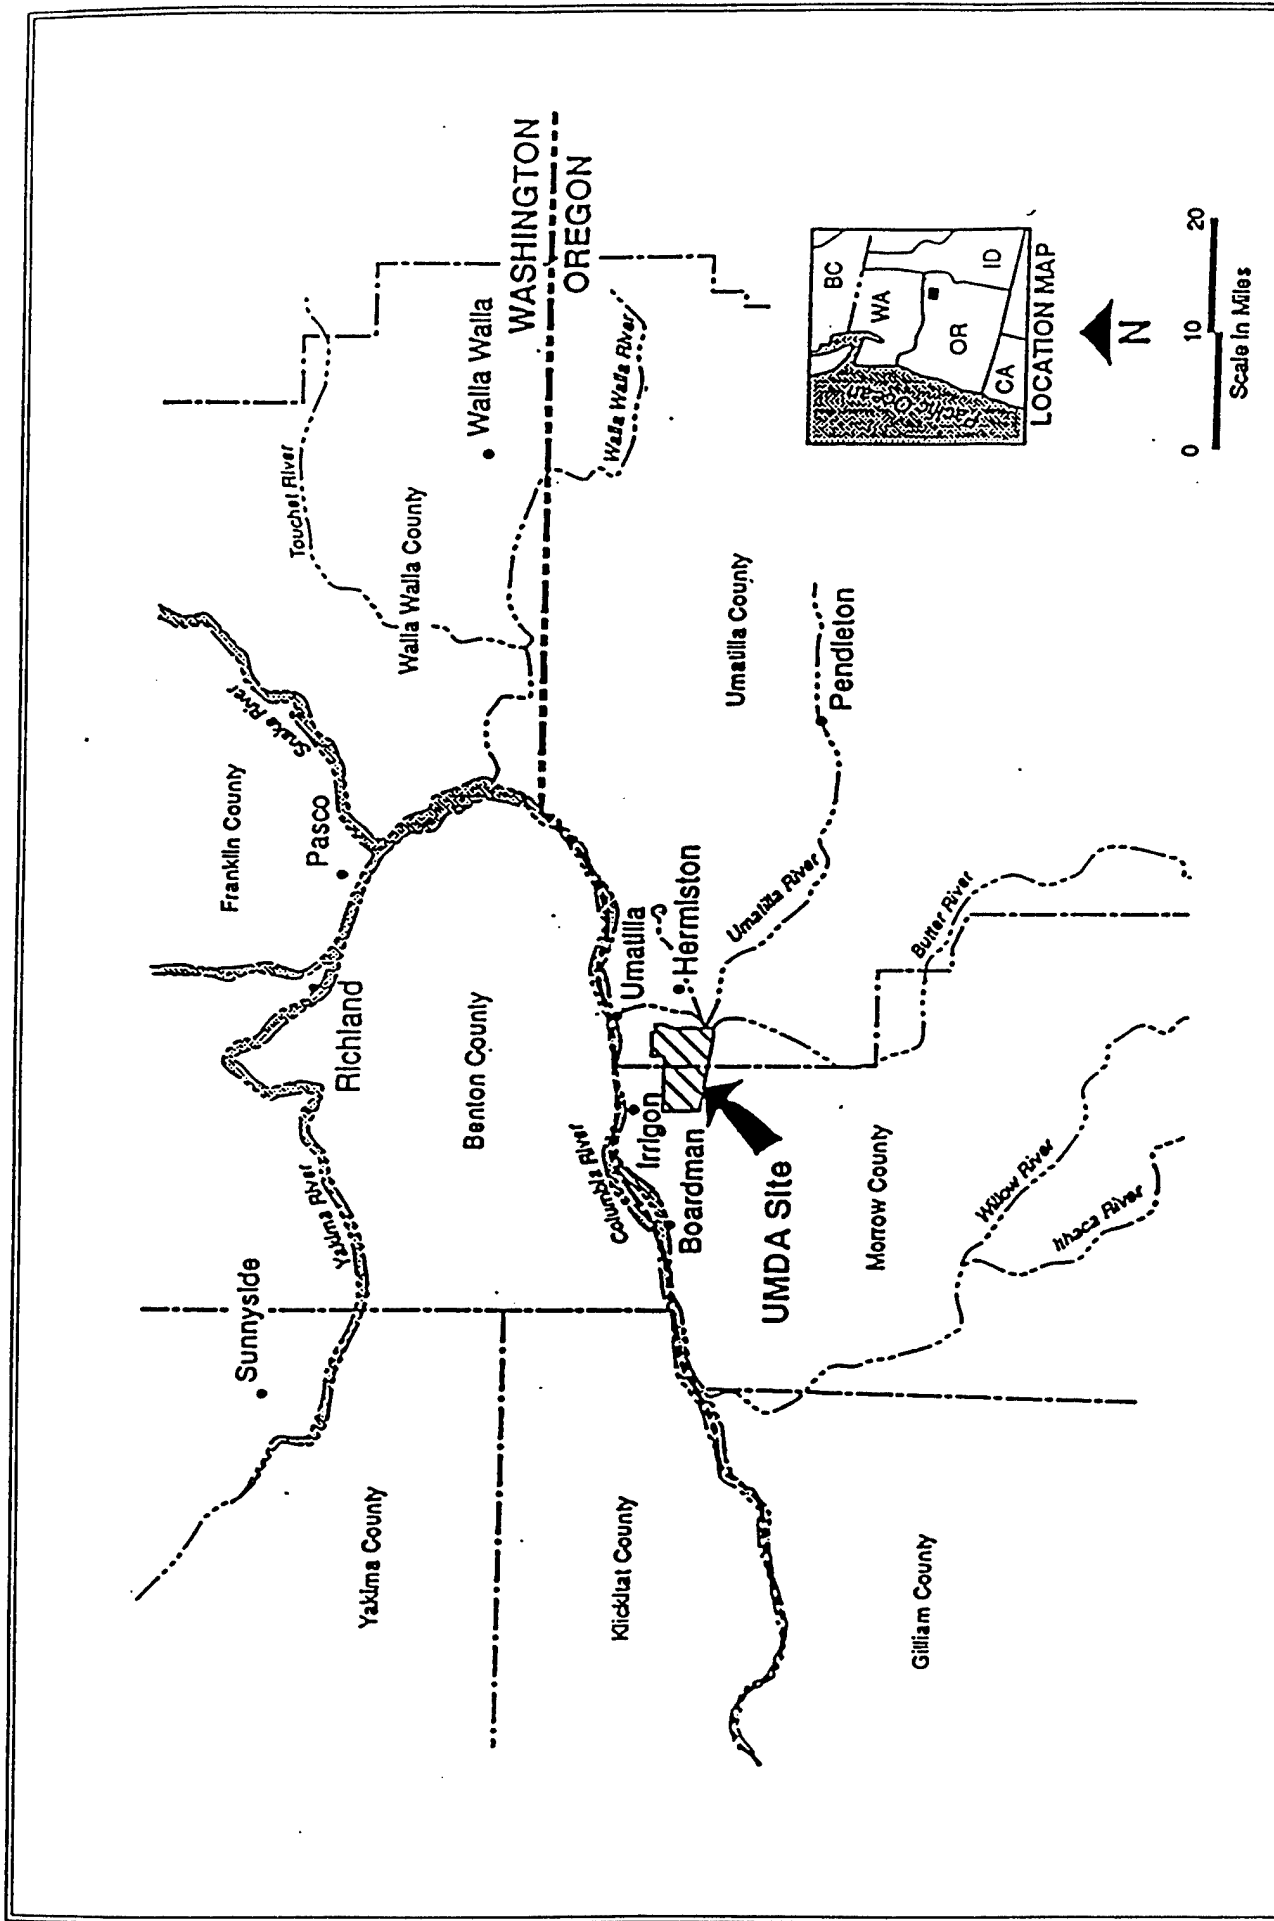 WASHINGTON
OREGON
Touchet River
Walla Walla
Walla Walla River
Walla Walla County
Snake River
Franklin County
Pasco
Richland
Benton County
Yakima River
Sunnyside
Yakima County
Klickitat County
Columbia River
Umatilla
Hermiston
Irrigon
Boardman
UMDA Site
Umatilla County
Pendleton
Umatilla River
Butter River
Morrow County
Willow River
Ithaca River
Gilliam County
BC
WA
OR
ID
CA
Pacific Ocean
LOCATION MAP
N
0 10 20
Scale In Miles